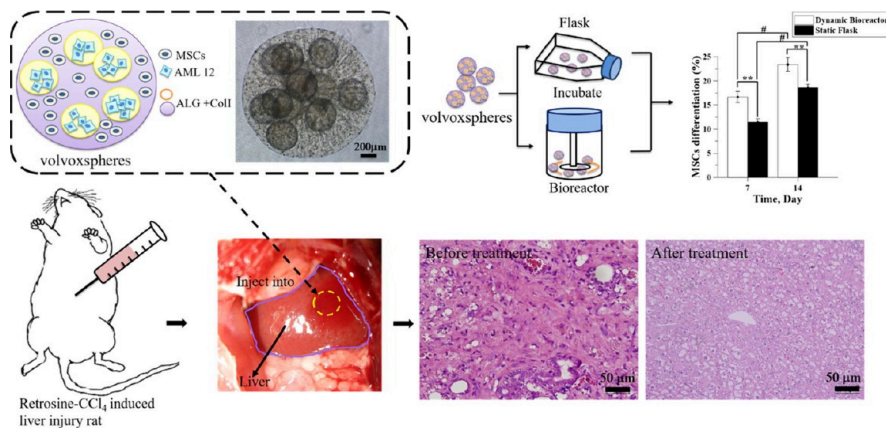 MSCs
AML 12
ALG +ColI
volvoxspheres
200μm
volvoxspheres
Flask
Incubate
Bioreactor
Dynamic Bioreactor
Static Flask
#
#
**
**
MSCs differentiation (%)
25
20
15
10
5
0
7
14
Time, Day
Retrosine-CCl4 induced
liver injury rat
Inject into
Liver
Before treatment
50 μm
After treatment
50 μm